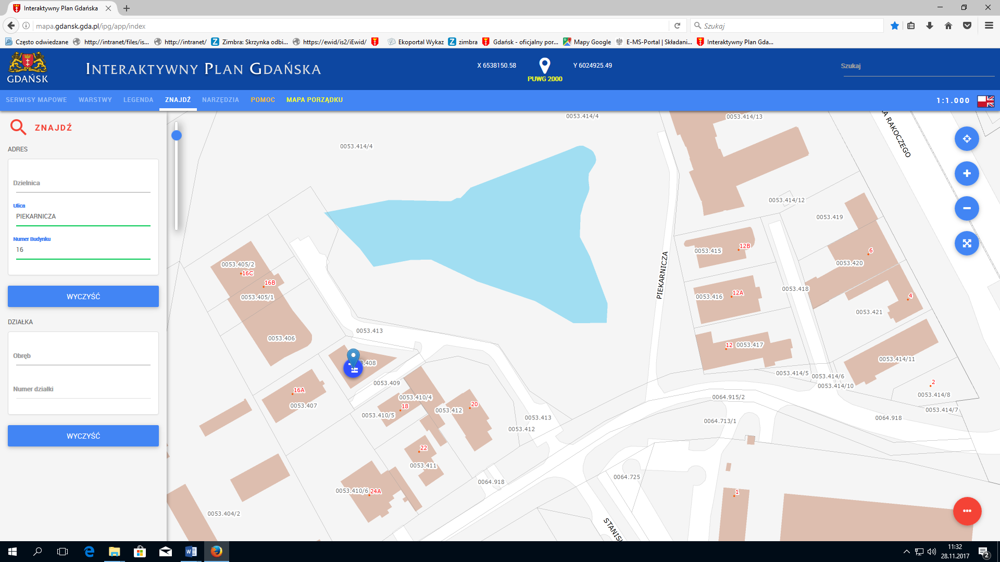 Interaktywny Plan Gdańska
mapa.gdansk.gda.pl/ipg/app/index
Szukaj
Często odwiedzane
http://intranet/files/is...
http://intranet/
Zimbra: Skrzynka odbi...
https://ewid/is2/iEwid/
Ekoportal Wykaz
zimbra
Gdańsk - oficjalny por...
Mapy Google
E-MS-Portal | Składani...
Interaktywny Plan Gda...
GDAŃSK
INTERAKTYWNY PLAN GDAŃSKA
X 6538150.58
PUWG 2000
Y 6024925.49
Szukaj
SERWISY MAPOWE
WARSTWY
LEGENDA
ZNAJDŹ
NARZĘDZIA
POMOC
MAPA PORZĄDKU
1:1.000
ZNAJDŹ
ADRES
Dzielnica
Ulica
PIEKARNICZA
Numer Budynku
16
WYCZYŚĆ
DZIAŁKA
Obręb
Numer działki
WYCZYŚĆ
0053.414/4
0053.414/13
0053.414/4
0053.414/12
0053.419
12B
0053.415
6
0053.420
0053.405/2
16C
16B
0053.405/1
0053.418
12A
0053.416
4
0053.421
0053.413
0053.406
12
0053.417
0053.414/11
.408
0053.414/5
0053.414/6
0053.409
0053.414/10
2
16A
0053.414/8
0053.410/4
0064.915/2
0053.407
18
20
0053.412
0053.414/7
0053.410/5
0053.413
0064.918
0064.713/1
0053.412
22
0053.411
0064.725
0064.918
0053.410/6
24A
1
0053.404/2
PIEKARNICZA
A RAKOCZEGO
STANISŁ
11:32
28.11.2017
2